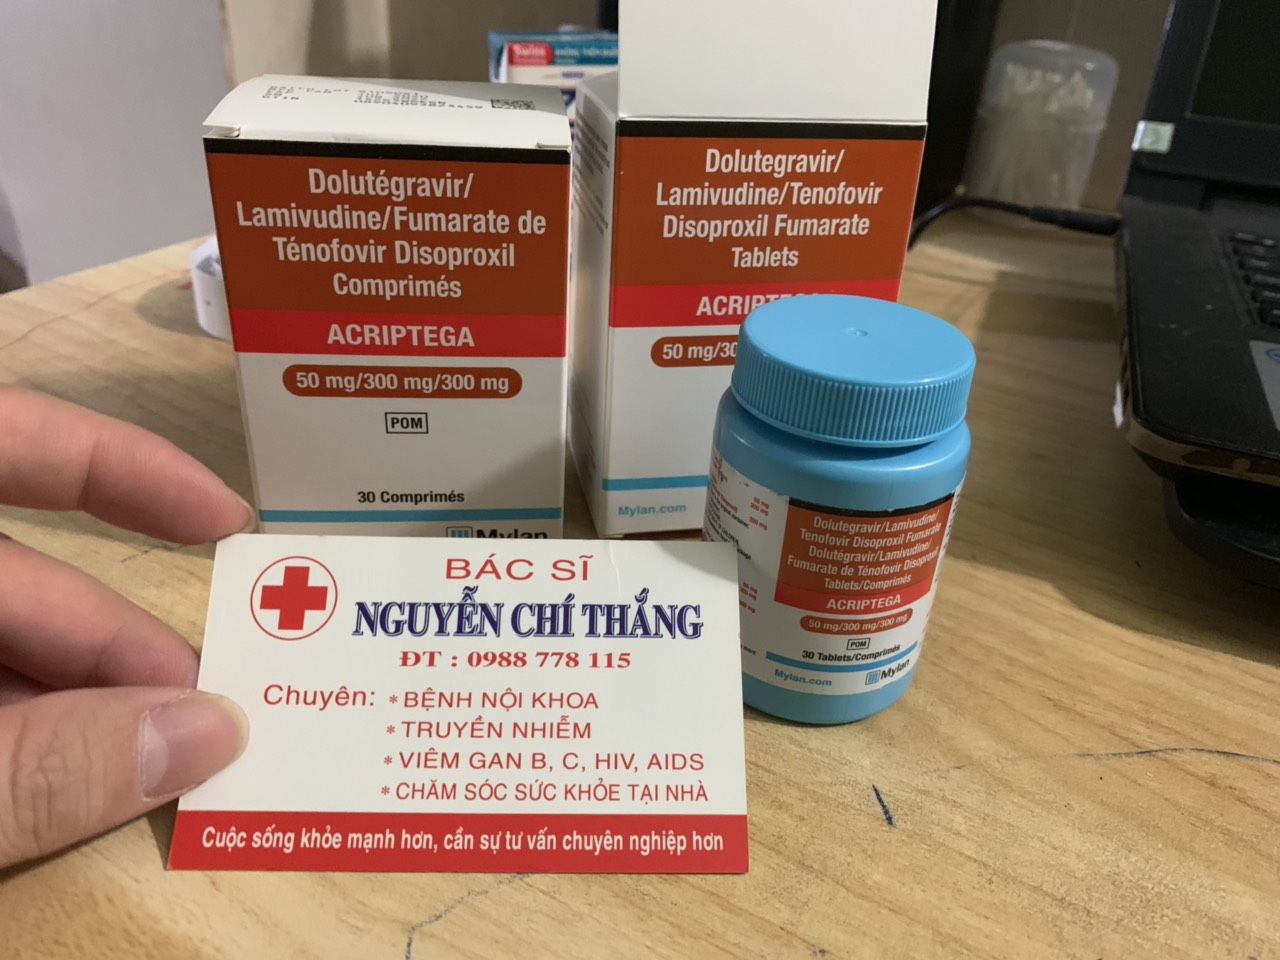 Dolutégravir/
Lamivudine/Fumarate de
Ténofovir Disoproxil
Comprimés
ACRIPTEGA
50 mg/300 mg/300 mg
POM
30 Comprimés
Mylan
Dolutegravir/
Lamivudine/Tenofovir
Disoproxil Fumarate
Tablets
50 mg/30
Mylan.com
Swiss
Dolutegravir/Lamivudine/
Tenofovir Disoproxil Fumarate
Dolutégravir/Lamivudine/
Fumarate de Ténofovir Disoproxil
Tablets/Comprimés
ACRIPTEGA
50 mg/300 mg/300 mg
POM
30 Tablets/Comprimés
Mylan.com
Mylan
BÁC SĨ
NGUYỄN CHÍ THẮNG
ĐT : 0988 778 115
Chuyên: * BỆNH NỘI KHOA
* TRUYỀN NHIỄM
* VIÊM GAN B, C, HIV, AIDS
* CHĂM SÓC SỨC KHỎE TẠI NHÀ
Cuộc sống khỏe mạnh hơn, cần sự tư vấn chuyên nghiệp hơn